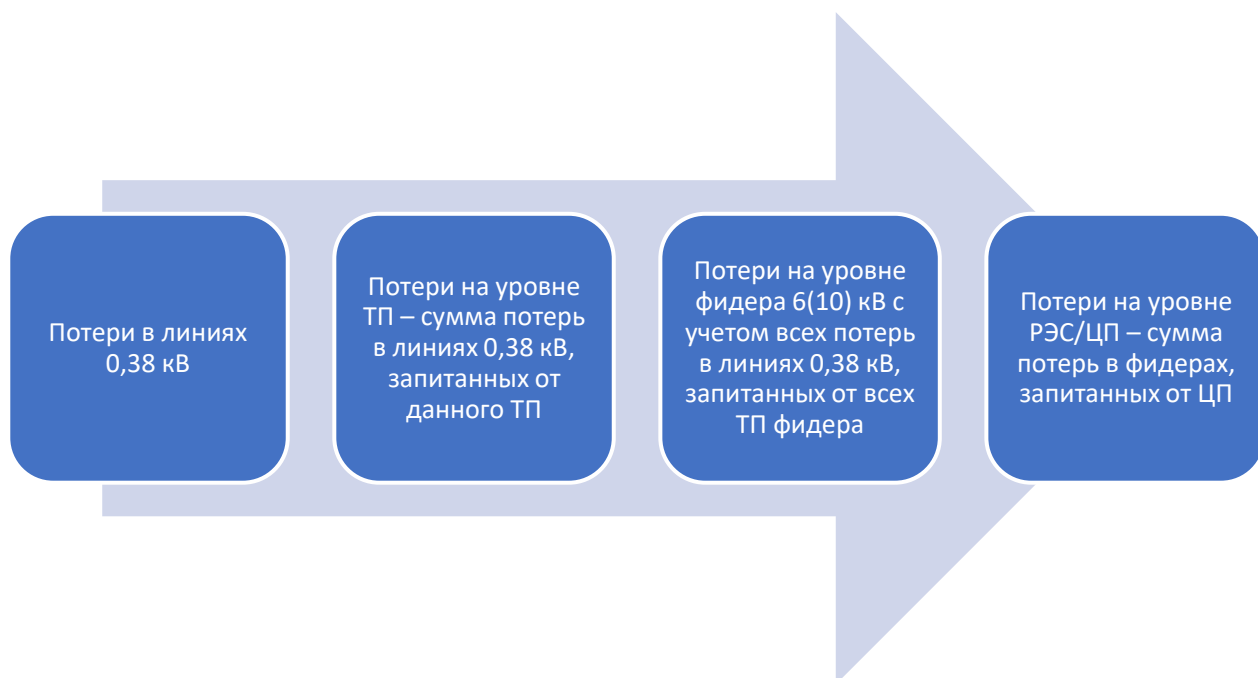 Потери в линиях
0,38 кВ
Потери на уровне
ТП – сумма потерь
в линиях 0,38 кВ,
запитанных от
данного ТП
Потери на уровне
фидера 6(10) кВ с
учетом всех потерь
в линиях 0,38 кВ,
запитанных от всех
ТП фидера
Потери на уровне
РЭС/ЦП – сумма
потерь в фидерах,
запитанных от ЦП